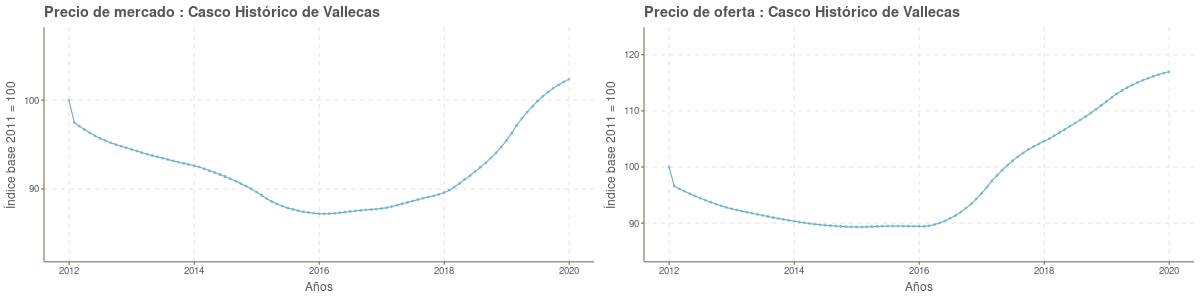 Precio de mercado : Casco Histórico de Vallecas
Índice base 2011 = 100
100
90
2012
2014
2016
2018
2020
Años
Precio de oferta : Casco Histórico de Vallecas
Índice base 2011 = 100
120
110
100
90
2012
2014
2016
2018
2020
Años